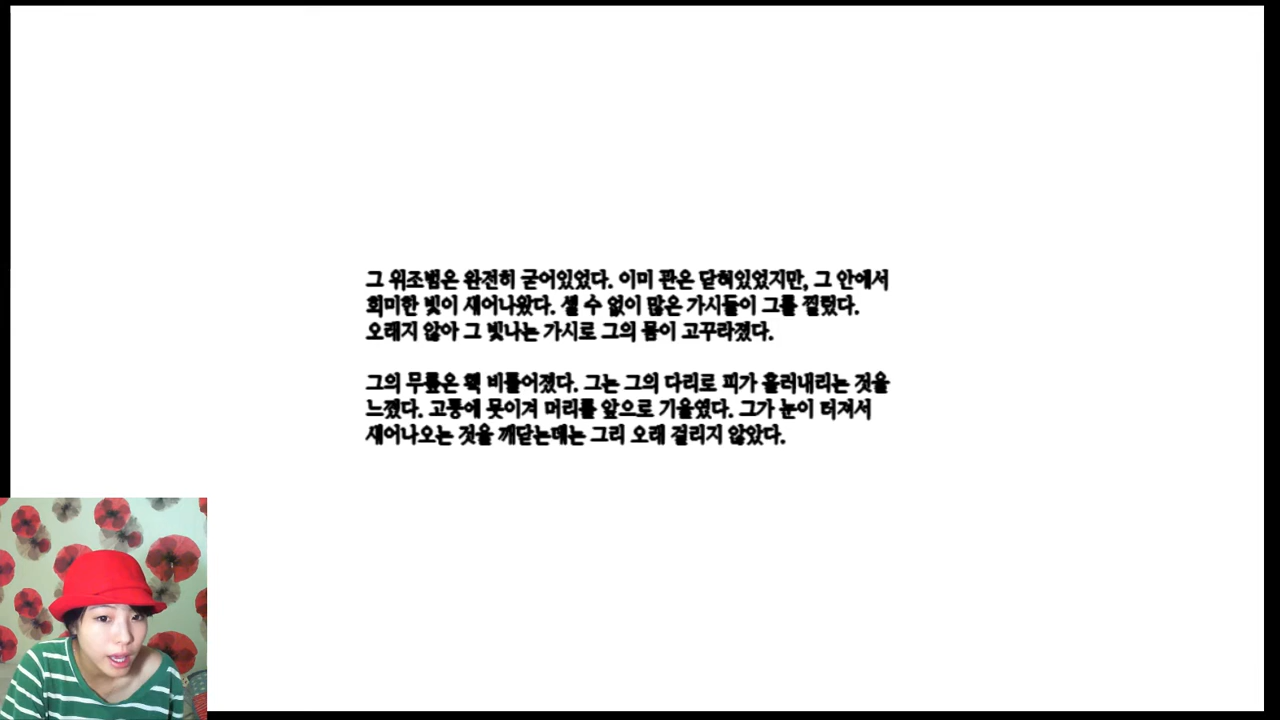 그 위조범은 완전히 굳어있었다. 이미 관은 닫혀있었지만, 그 안에서
희미한 빛이 새어나왔다. 셀 수 없이 많은 가시들이 그를 찔렀다.
오래지 않아 그 빛나는 가시로 그의 몸이 고꾸라졌다.
그의 무릎은 홱 비틀어졌다. 그는 그의 다리로 피가 흘러내리는 것을
느꼈다. 고통에 못이겨 머리를 앞으로 기울였다. 그가 눈이 터져서
새어나오는 것을 깨닫는데는 그리 오래 걸리지 않았다.